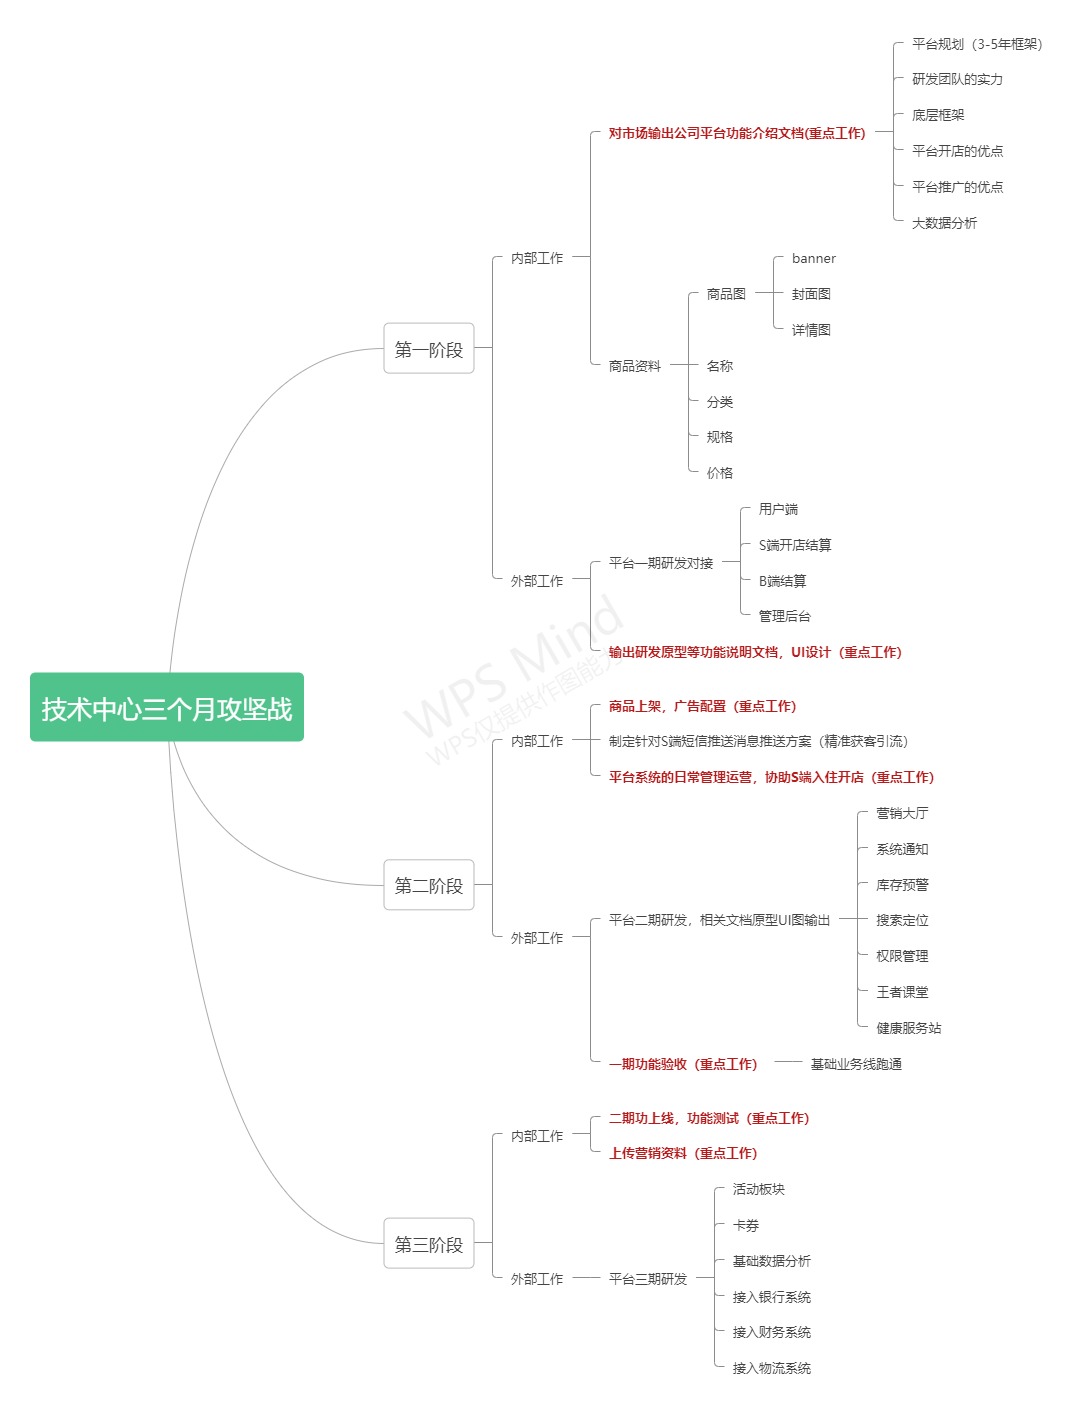 技术中心三个月攻坚战
第一阶段
内部工作
对市场输出公司平台功能介绍文档(重点工作)
平台规划（3-5年框架）
研发团队的实力
底层框架
平台开店的优点
平台推广的优点
大数据分析
商品资料
商品图
banner
封面图
详情图
名称
分类
规格
价格
外部工作
平台一期研发对接
用户端
S端开店结算
B端结算
管理后台
输出研发原型等功能说明文档，UI设计（重点工作）
第二阶段
内部工作
商品上架，广告配置（重点工作）
制定针对S端短信推送消息推送方案（精准获客引流）
平台系统的日常管理运营，协助S端入住开店（重点工作）
外部工作
平台二期研发，相关文档原型UI图输出
营销大厅
系统通知
库存预警
搜索定位
权限管理
王者课堂
健康服务站
一期功能验收（重点工作）
基础业务线跑通
第三阶段
内部工作
二期功上线，功能测试（重点工作）
上传营销资料（重点工作）
外部工作
平台三期研发
活动板块
卡券
基础数据分析
接入银行系统
接入财务系统
接入物流系统
WPS Mind
WPS仅提供作图能力